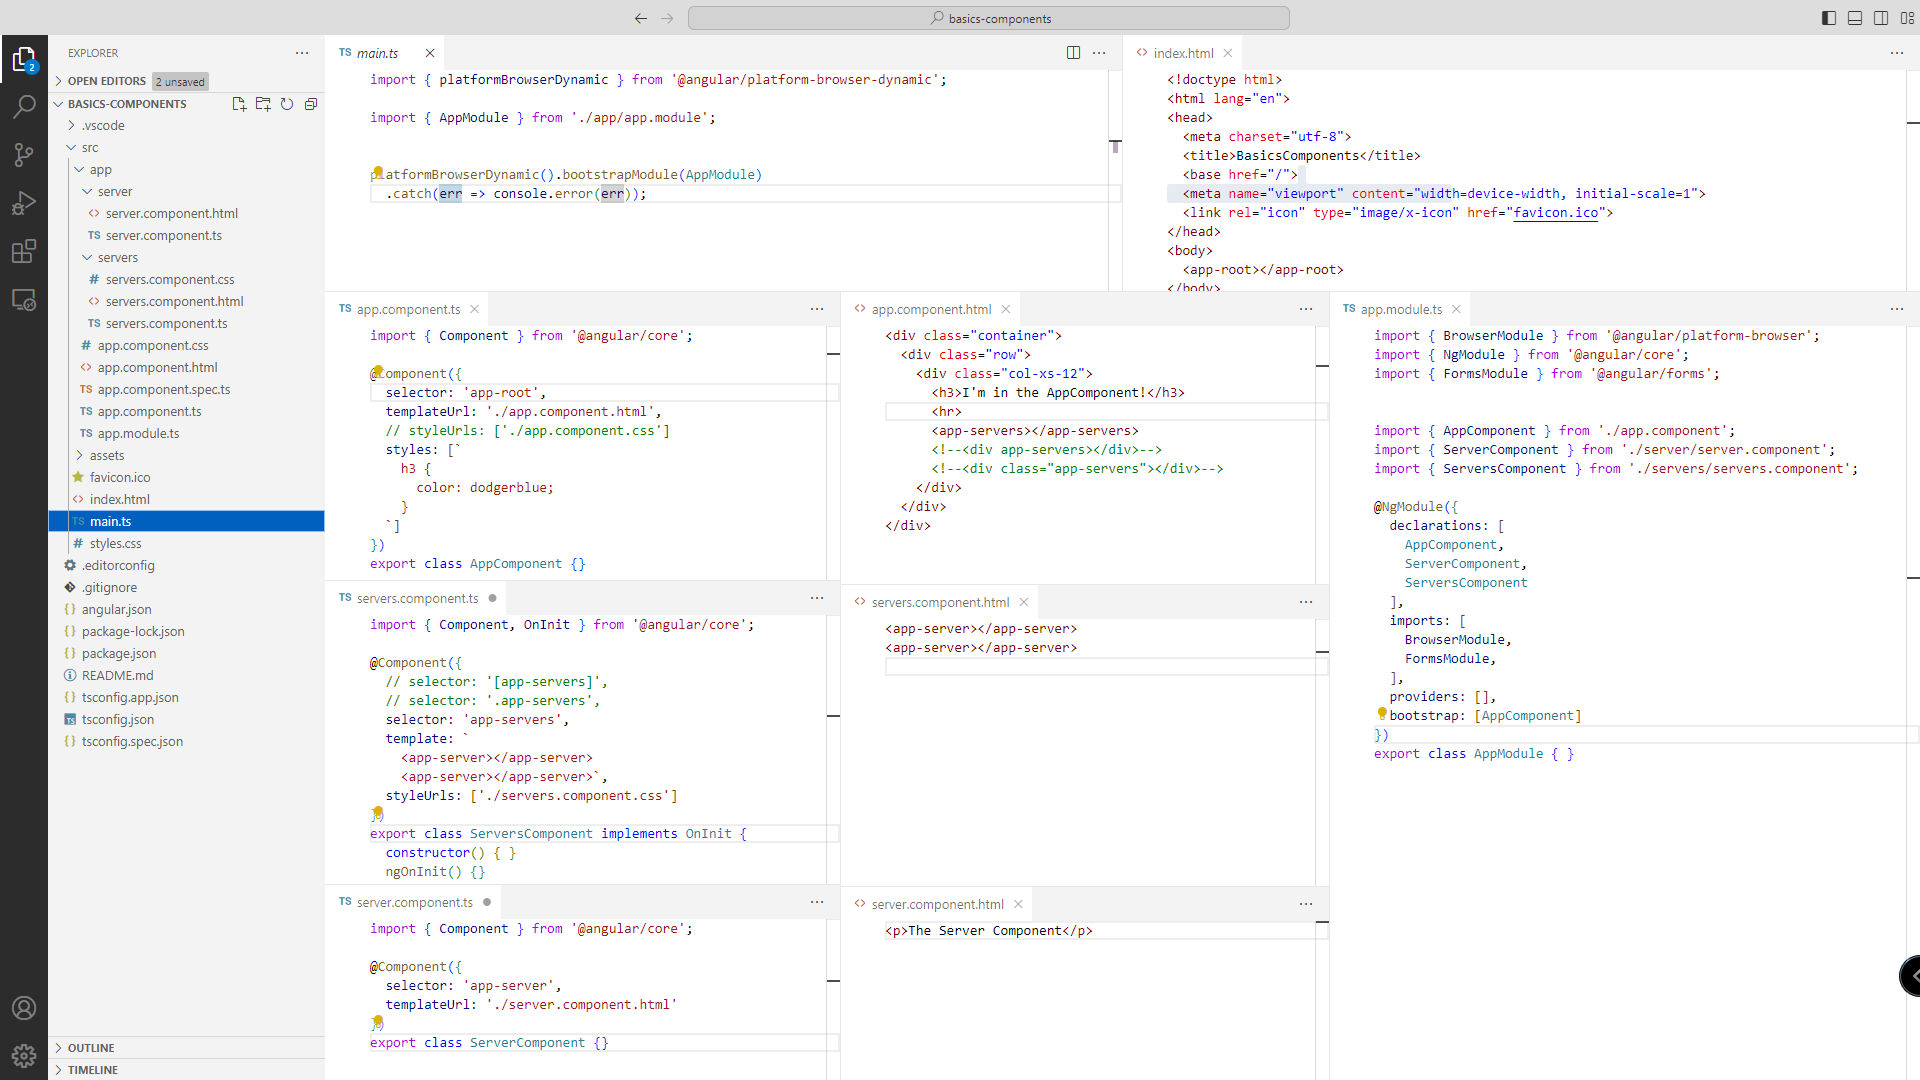 basics-components
EXPLORER
OPEN EDITORS 2 unsaved
BASICS-COMPONENTS
.vscode
src
app
server
<> server.component.html
TS server.component.ts
servers
# servers.component.css
<> servers.component.html
TS servers.component.ts
# app.component.css
<> app.component.html
TS app.component.spec.ts
TS app.component.ts
TS app.module.ts
assets
favicon.ico
<> index.html
TS main.ts
# styles.css
.editorconfig
.gitignore
{} angular.json
{} package-lock.json
{} package.json
README.md
{} tsconfig.app.json
TS tsconfig.json
{} tsconfig.spec.json
OUTLINE
TIMELINE
2
TS main.ts
import { platformBrowserDynamic } from '@angular/platform-browser-dynamic';
import { AppModule } from './app/app.module';
platformBrowserDynamic().bootstrapModule(AppModule)
.catch(err => console.error(err));
<> index.html
<!doctype html>
<html lang="en">
<head>
<meta charset="utf-8">
<title>BasicsComponents</title>
<base href="/">
<meta name="viewport" content="width=device-width, initial-scale=1">
<link rel="icon" type="image/x-icon" href="favicon.ico">
</head>
<body>
<app-root></app-root>
</body>
TS app.component.ts
import { Component } from '@angular/core';
@Component({
selector: 'app-root',
templateUrl: './app.component.html',
// styleUrls: ['./app.component.css']
styles: [`
h3 {
color: dodgerblue;
}
`]
})
export class AppComponent {}
<> app.component.html
<div class="container">
<div class="row">
<div class="col-xs-12">
<h3>I'm in the AppComponent!</h3>
<hr>
<app-servers></app-servers>
<!--<div app-servers></div>-->
<!--<div class="app-servers"></div>-->
</div>
</div>
</div>
TS app.module.ts
import { BrowserModule } from '@angular/platform-browser';
import { NgModule } from '@angular/core';
import { FormsModule } from '@angular/forms';
import { AppComponent } from './app.component';
import { ServerComponent } from './server/server.component';
import { ServersComponent } from './servers/servers.component';
@NgModule({
declarations: [
AppComponent,
ServerComponent,
ServersComponent
],
imports: [
BrowserModule,
FormsModule,
],
providers: [],
bootstrap: [AppComponent]
})
export class AppModule { }
TS servers.component.ts
import { Component, OnInit } from '@angular/core';
@Component({
// selector: '[app-servers]',
// selector: '.app-servers',
selector: 'app-servers',
template: `
<app-server></app-server>
<app-server></app-server>`,
styleUrls: ['./servers.component.css']
})
export class ServersComponent implements OnInit {
constructor() { }
ngOnInit() {}
<> servers.component.html
<app-server></app-server>
<app-server></app-server>
TS server.component.ts
import { Component } from '@angular/core';
@Component({
selector: 'app-server',
templateUrl: './server.component.html'
})
export class ServerComponent {}
<> server.component.html
<p>The Server Component</p>